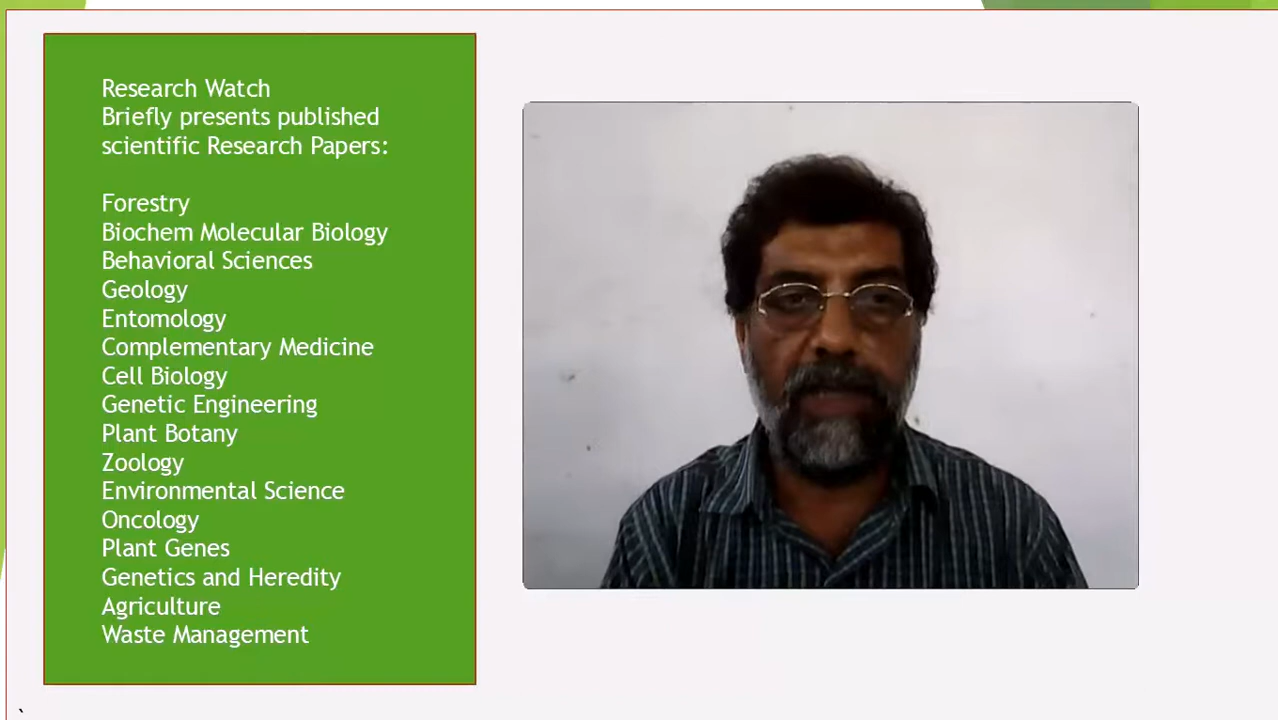 Research Watch
Briefly presents published
scientific Research Papers:
Forestry
Biochem Molecular Biology
Behavioral Sciences
Geology
Entomology
Complementary Medicine
Cell Biology
Genetic Engineering
Plant Botany
Zoology
Environmental Science
Oncology
Plant Genes
Genetics and Heredity
Agriculture
Waste Management
`